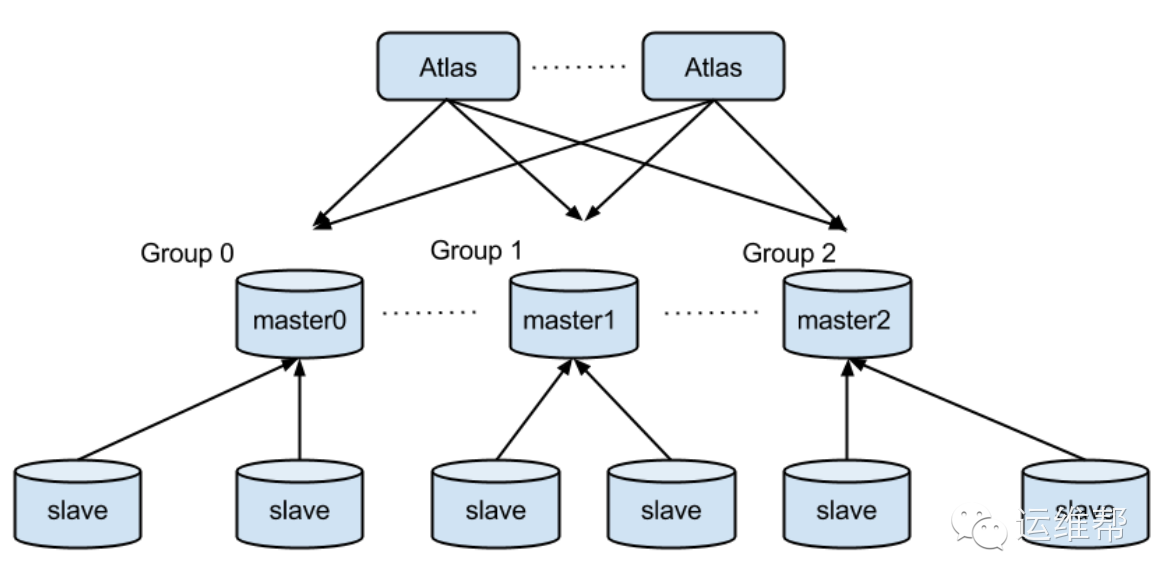 Atlas
Atlas
Group 0
Group 1
Group 2
master0
master1
master2
slave
slave
slave
slave
slave
slave
运维帮